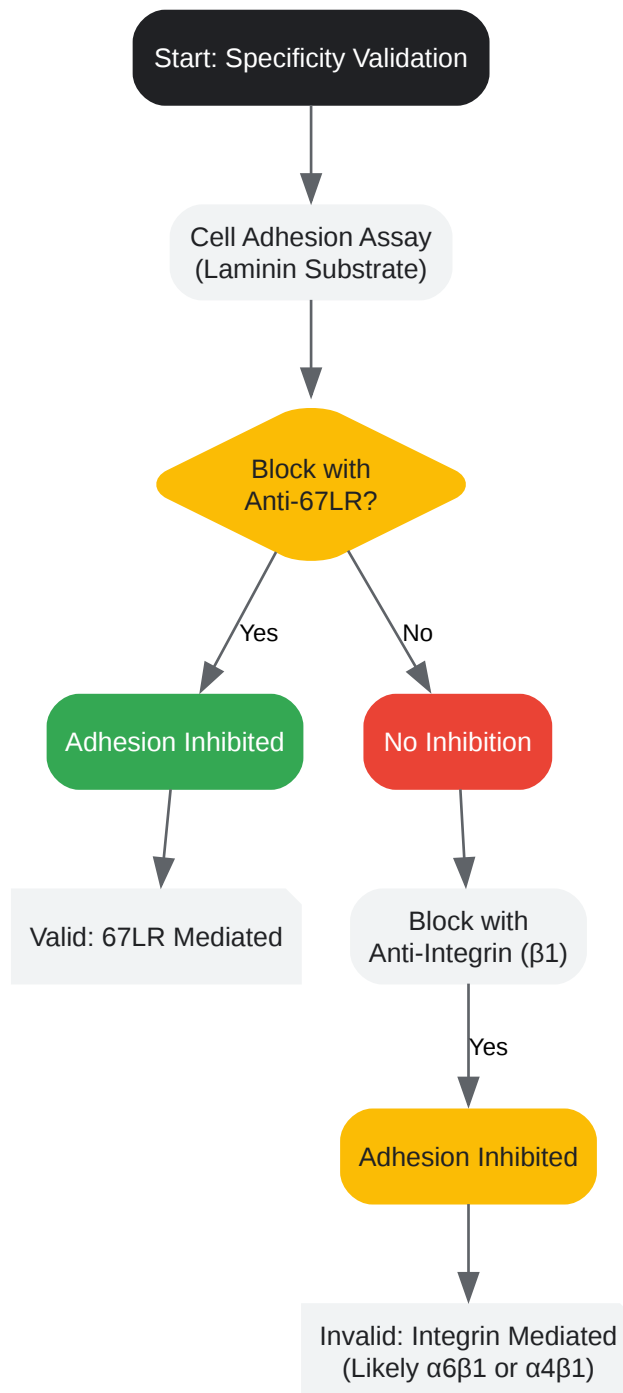 Start: Specificity Validation
Cell Adhesion Assay
(Laminin Substrate)
Block with
Anti-67LR?
Yes
No
Adhesion Inhibited
No Inhibition
Valid: 67LR Mediated
Block with
Anti-Integrin (β1)
Yes
Adhesion Inhibited
Invalid: Integrin Mediated
(Likely α6β1 or α4β1)